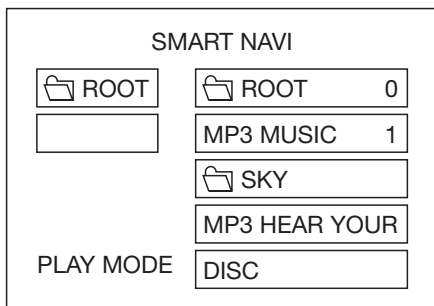 SMART NAVI
ROOT ROOT 0
MP3 MUSIC 1
SKY
MP3 HEAR YOUR
PLAY MODE DISC